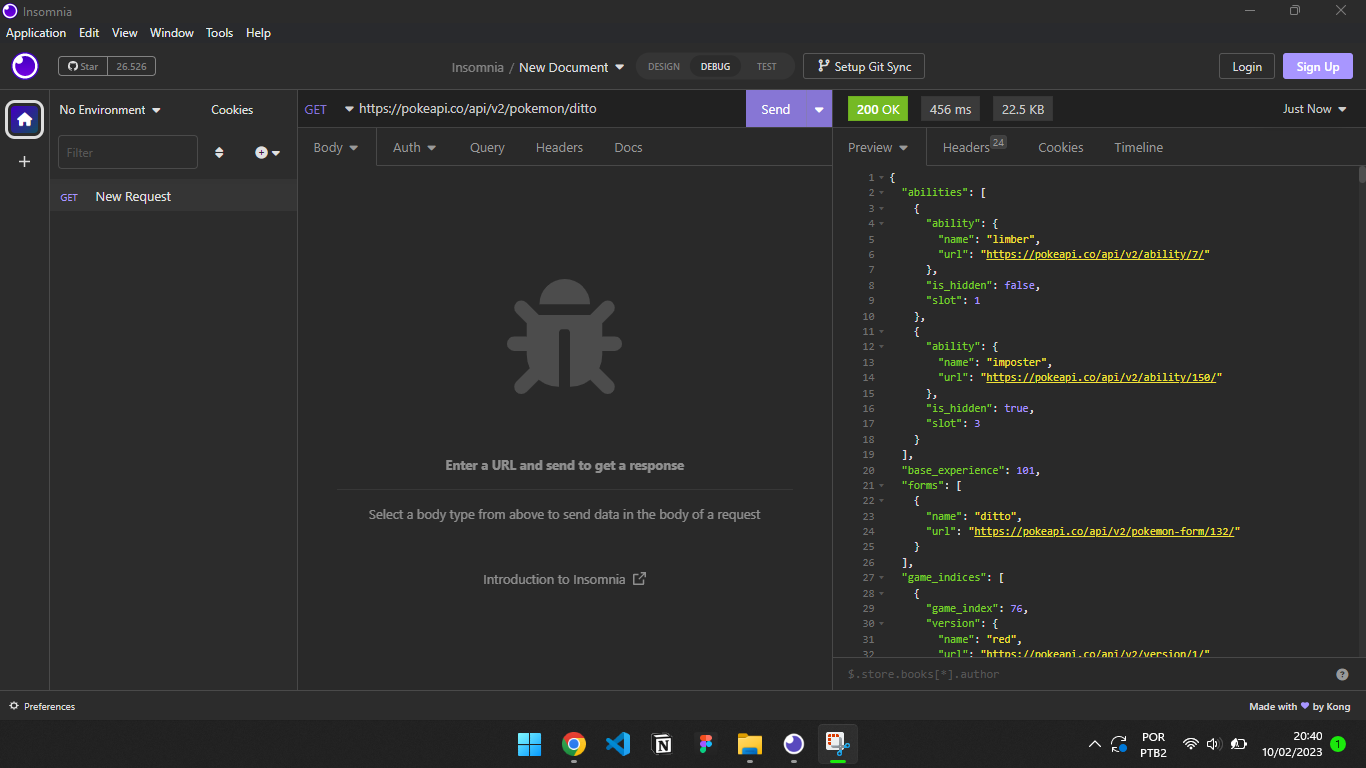 Insomnia
Application Edit View Window Tools Help
Star 26.526
Insomnia / New Document
DESIGN DEBUG TEST
Setup Git Sync
Login
Sign Up
No Environment
Cookies
GET https://pokeapi.co/api/v2/pokemon/ditto
Send
200 OK
456 ms
22.5 KB
Just Now
Filter
Body Auth Query Headers Docs
Preview Headers 24 Cookies Timeline
GET New Request
Enter a URL and send to get a response
Select a body type from above to send data in the body of a request
Introduction to Insomnia
1 {
2 "abilities": [
3 {
4 "ability": {
5 "name": "limber",
6 "url": "https://pokeapi.co/api/v2/ability/7/"
7 },
8 "is_hidden": false,
9 "slot": 1
10 },
11 {
12 "ability": {
13 "name": "imposter",
14 "url": "https://pokeapi.co/api/v2/ability/150/"
15 },
16 "is_hidden": true,
17 "slot": 3
18 }
19 ],
20 "base_experience": 101,
21 "forms": [
22 {
23 "name": "ditto",
24 "url": "https://pokeapi.co/api/v2/pokemon-form/132/"
25 }
26 ],
27 "game_indices": [
28 {
29 "game_index": 76,
30 "version": {
31 "name": "red",
32 "url": "https://pokeapi.co/api/v2/version/1/"
$.store.books[*].author
Preferences
Made with ♥ by Kong
POR
PTB2
20:40
10/02/2023
1